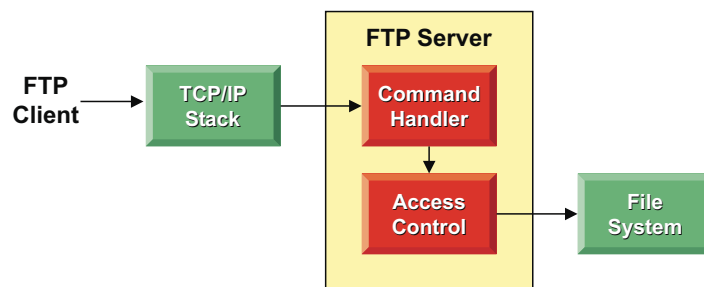 FTP Server
FTP
Client
TCP/IP
Stack
Command
Handler
Access
Control
File
System